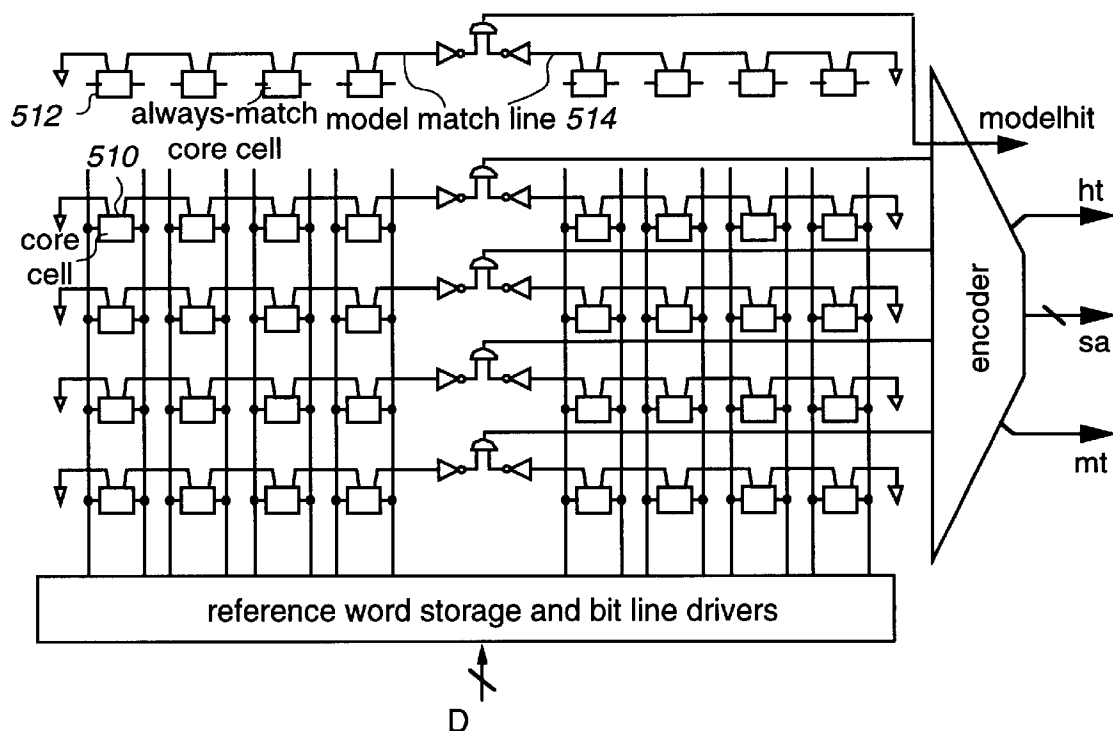 512
always-match
core cell
model match line 514
modelhit
510
core
cell
ht
encoder
sa
mt
reference word storage and bit line drivers
D